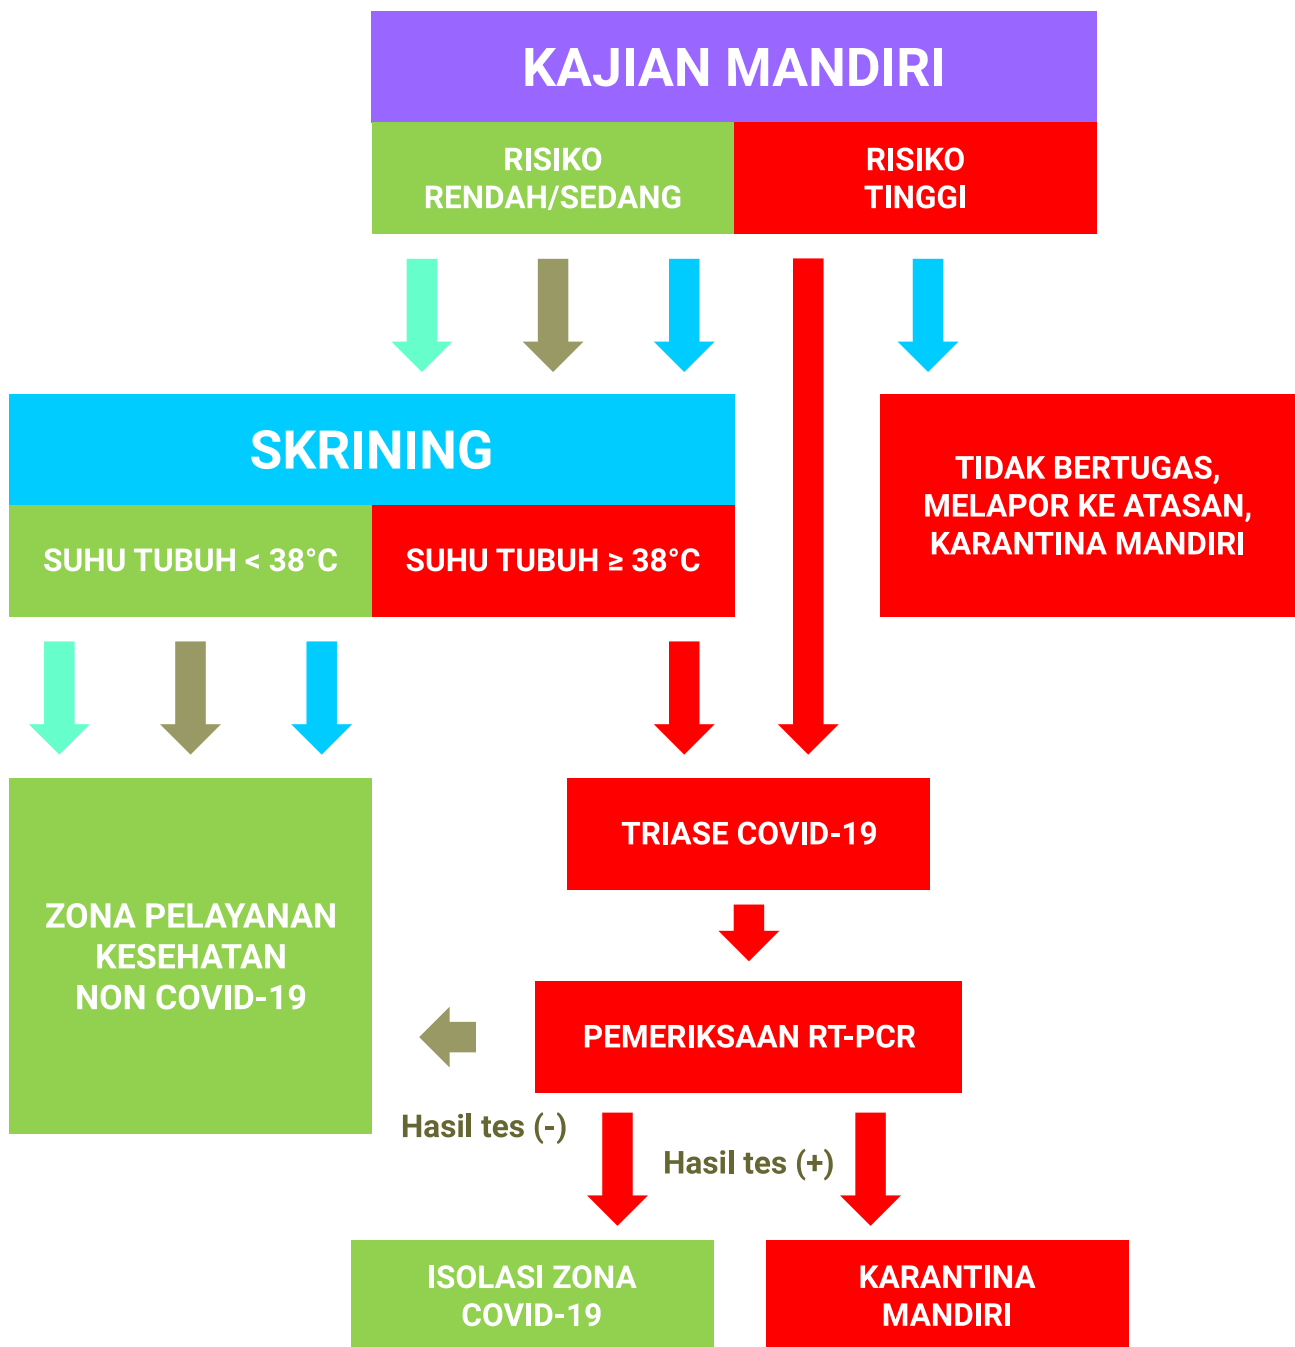 KAJIAN MANDIRI
RISIKO
RENDAH/SEDANG
RISIKO
TINGGI
SKRINING
SUHU TUBUH < 38°C
SUHU TUBUH ≥ 38°C
TIDAK BERTUGAS,
MELAPOR KE ATASAN,
KARANTINA MANDIRI
ZONA PELAYANAN
KESEHATAN
NON COVID-19
TRIASE COVID-19
PEMERIKSAAN RT-PCR
Hasil tes (-)
Hasil tes (+)
ISOLASI ZONA
COVID-19
KARANTINA
MANDIRI